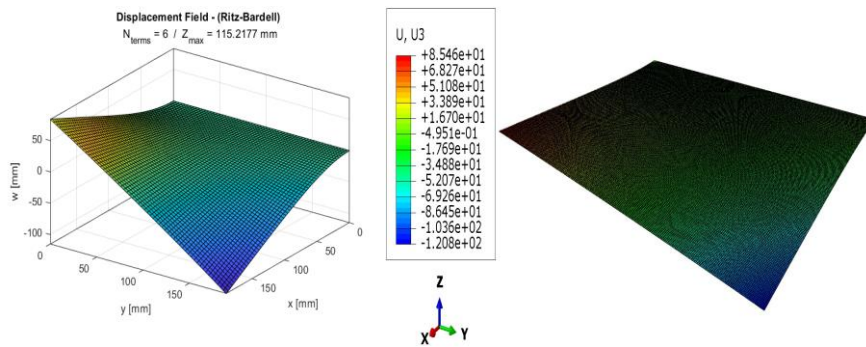 Displacement Field - (Ritz-Bardell)
N_terms = 6 / Z_max = 115.2177 mm
w [mm]
50
0
-50
-100
0
50
100
150
y [mm]
150
100
50
0
x [mm]
U, U3
+8.546e+01
+6.827e+01
+5.108e+01
+3.389e+01
+1.670e+01
-4.951e-01
-1.769e+01
-3.488e+01
-5.207e+01
-6.926e+01
-8.645e+01
-1.036e+02
-1.208e+02
Z
X
Y